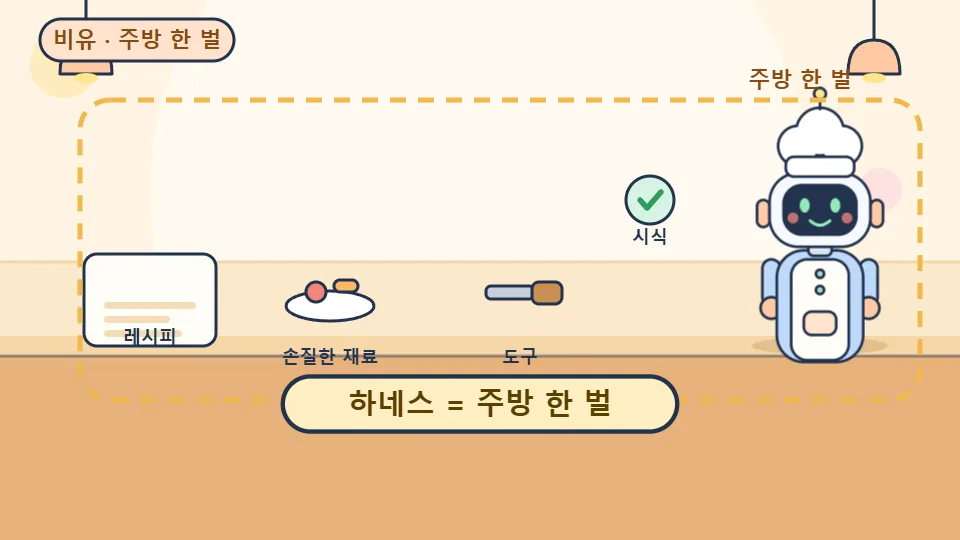 비유 · 주방 한 벌
주방 한 벌
시식
레시피
손질한 재료
도구
하네스 = 주방 한 벌